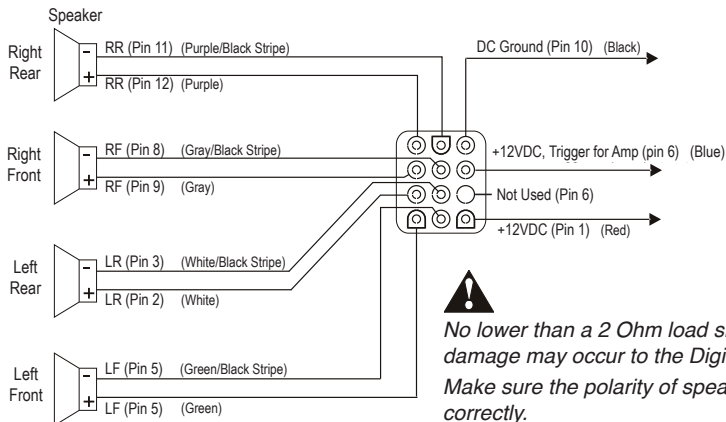 Speaker
Right
Rear
- RR (Pin 11) (Purple/Black Stripe)
+ RR (Pin 12) (Purple)
DC Ground (Pin 10) (Black)
Right
Front
- RF (Pin 8) (Gray/Black Stripe)
+ RF (Pin 9) (Gray)
+12VDC, Trigger for Amp (pin 6) (Blue)
Not Used (Pin 6)
+12VDC (Pin 1) (Red)
Left
Rear
- LR (Pin 3) (White/Black Stripe)
+ LR (Pin 2) (White)
Left
Front
- LF (Pin 5) (Green/Black Stripe)
+ LF (Pin 5) (Green)
No lower than a 2 Ohm load
damage may occur to the
Make sure the polarity of
correctly.